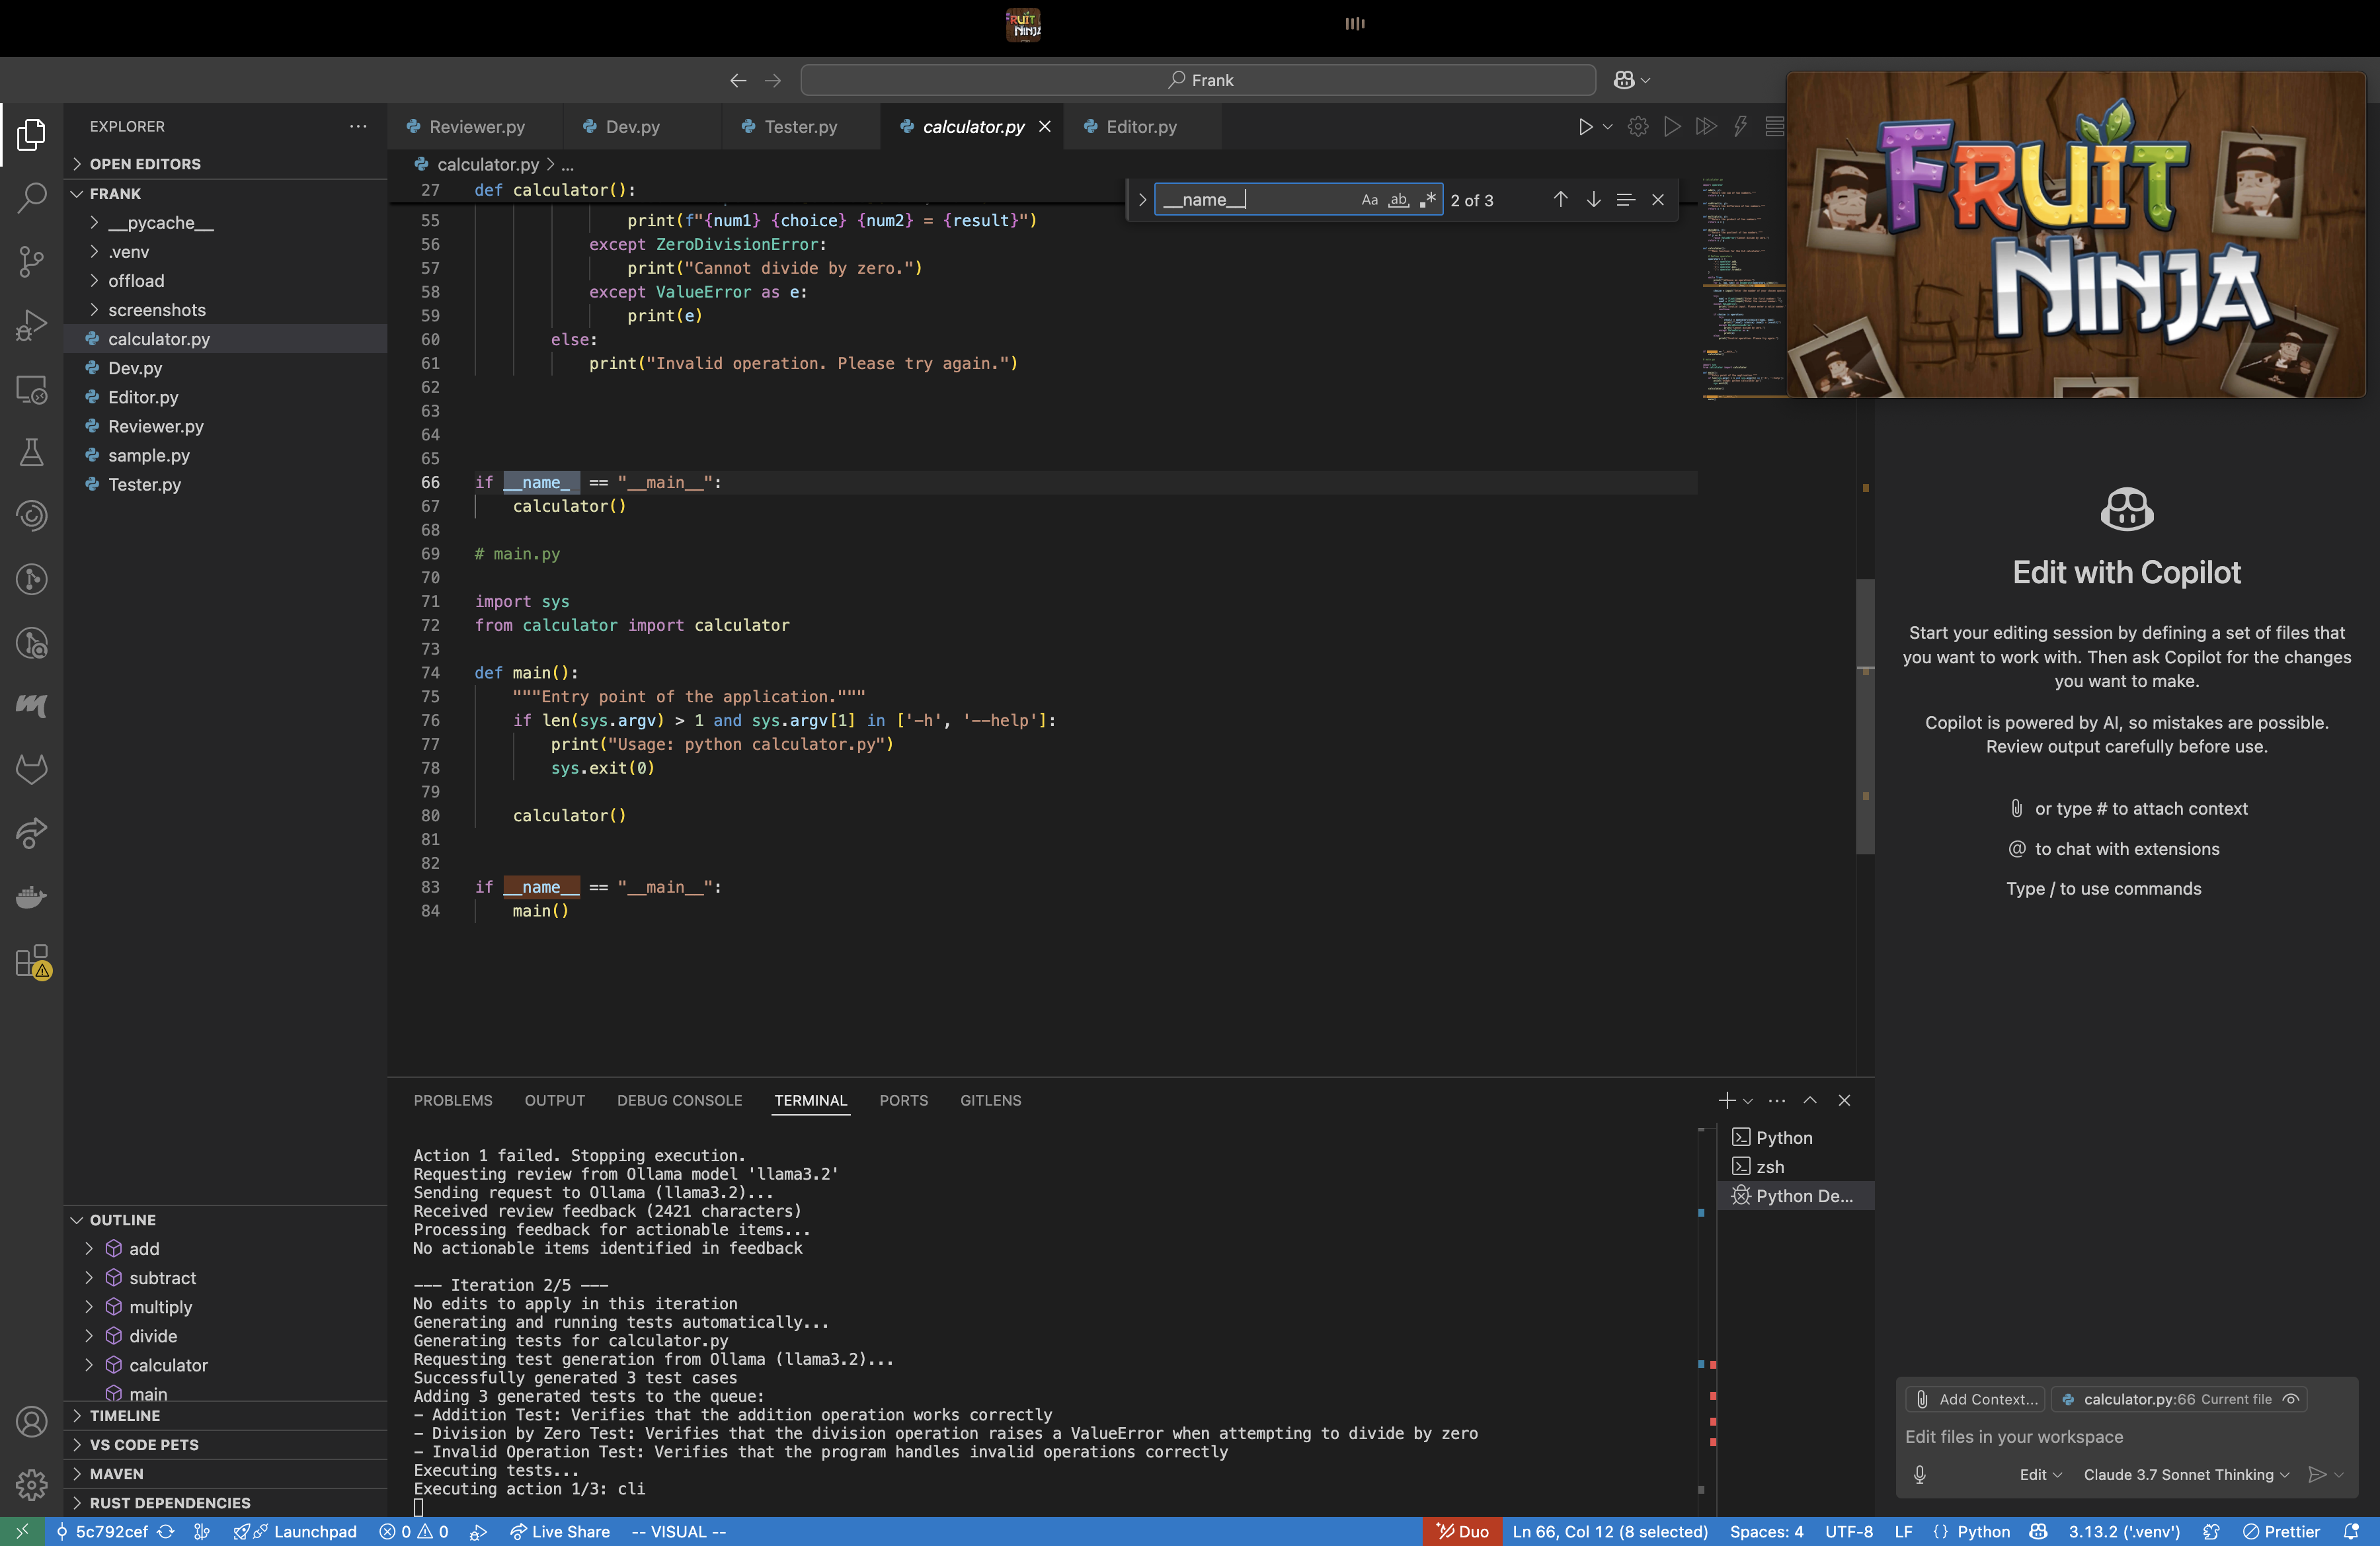 FRUIT
NINJA
Frank
FRUIT
NINJA
EXPLORER
OPEN EDITORS
FRANK
__pycache__
.venv
offload
screenshots
calculator.py
Dev.py
Editor.py
Reviewer.py
sample.py
Tester.py
OUTLINE
add
subtract
multiply
divide
calculator
main
TIMELINE
VS CODE PETS
MAVEN
RUST DEPENDENCIES
Reviewer.py
Dev.py
Tester.py
calculator.py
Editor.py
calculator.py > ...
__name__
Aa ab .* 2 of 3
27 def calculator():
55 print(f"{num1} {choice} {num2} = {result}")
56 except ZeroDivisionError:
57 print("Cannot divide by zero.")
58 except ValueError as e:
59 print(e)
60 else:
61 print("Invalid operation. Please try again.")
62
63
64
65
66 if __name_ == "__main__":
67 calculator()
68
69 # main.py
70
71 import sys
72 from calculator import calculator
73
74 def main():
75 """Entry point of the application."""
76 if len(sys.argv) > 1 and sys.argv[1] in ['-h', '--help']:
77 print("Usage: python calculator.py")
78 sys.exit(0)
79
80 calculator()
81
82
83 if __name__ == "__main__":
84 main()
PROBLEMS OUTPUT DEBUG CONSOLE TERMINAL PORTS GITLENS
Action 1 failed. Stopping execution.
Requesting review from Ollama model 'llama3.2'
Sending request to Ollama (llama3.2)...
Received review feedback (2421 characters)
Processing feedback for actionable items...
No actionable items identified in feedback
--- Iteration 2/5 ---
No edits to apply in this iteration
Generating and running tests automatically...
Generating tests for calculator.py
Requesting test generation from Ollama (llama3.2)...
Successfully generated 3 test cases
Adding 3 generated tests to the queue:
- Addition Test: Verifies that the addition operation works correctly
- Division by Zero Test: Verifies that the division operation raises a ValueError when attempting to divide by zero
- Invalid Operation Test: Verifies that the program handles invalid operations correctly
Executing tests...
Executing action 1/3: cli
Python
zsh
Python De...
Edit with Copilot
Start your editing session by defining a set of files that
you want to work with. Then ask Copilot for the changes
you want to make.
Copilot is powered by AI, so mistakes are possible.
Review output carefully before use.
or type # to attach context
@ to chat with extensions
Type / to use commands
Add Context... calculator.py:66 Current file
Edit files in your workspace
Edit Claude 3.7 Sonnet Thinking
5c792cef Launchpad 0 0 Live Share -- VISUAL -- Duo Ln 66, Col 12 (8 selected) Spaces: 4 UTF-8 LF {} Python 3.13.2 ('.venv') Prettier